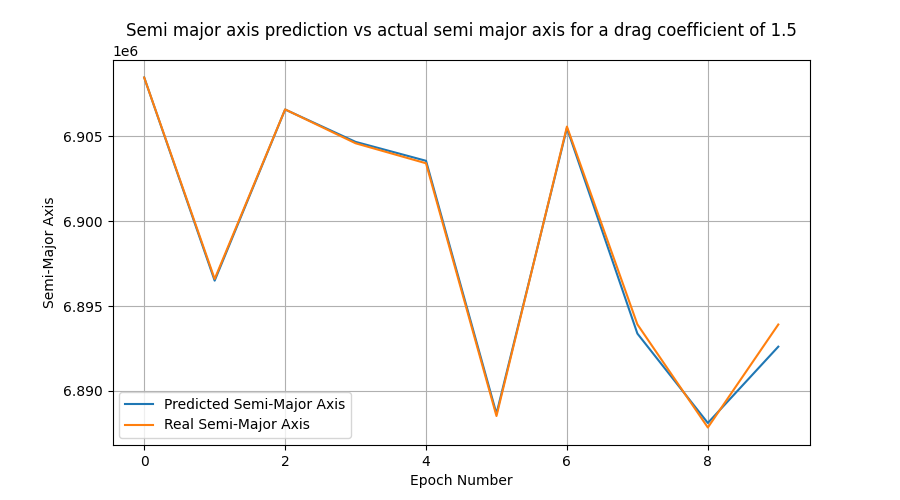 Semi major axis prediction vs actual semi major axis for a drag coefficient of 1.5
1e6
6.905
6.900
6.895
6.890
Semi-Major Axis
Predicted Semi-Major Axis
Real Semi-Major Axis
0 2 4 6 8
Epoch Number